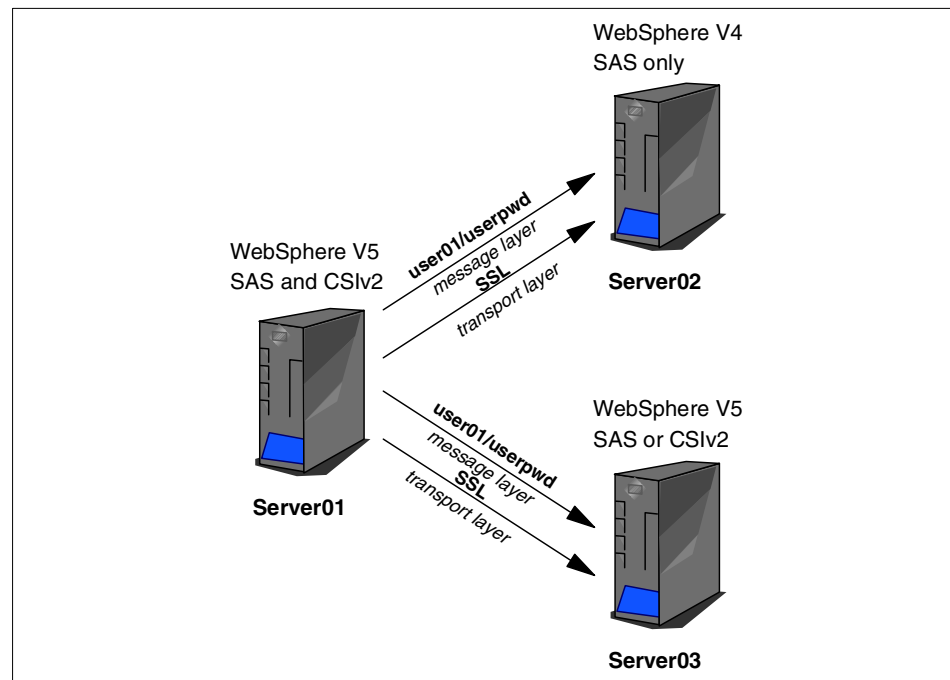 WebSphere V4
SAS only
user01/userpwd
message layer
SSL
transport layer
Server02
WebSphere V5
SAS and CSIv2
Server01
user01/userpwd
message layer
SSL
transport layer
WebSphere V5
SAS or CSIv2
Server03